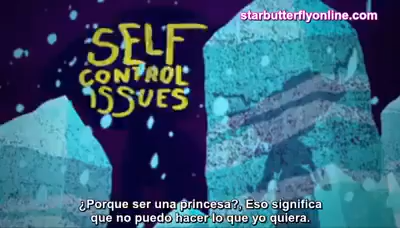 starbutterflyonline.com
SELF
CONTROL
ISSUES
¿Porque ser una princesa?, Eso significa
que no puedo hacer lo que yo quiera.